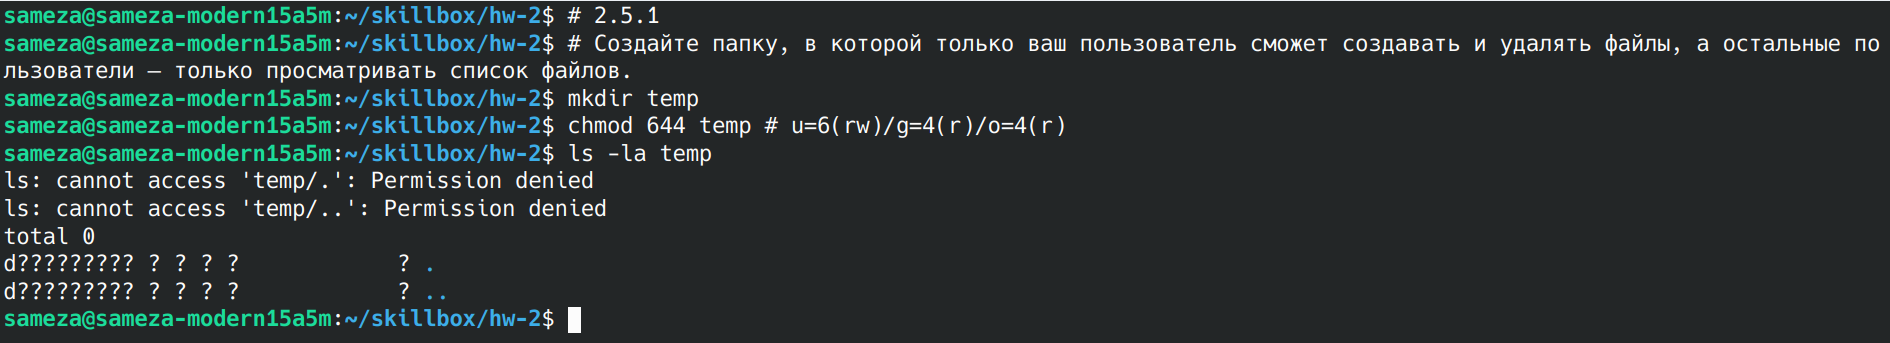 sameza@sameza-modern15a5m:~/skillbox/hw-2$ # 2.5.1
sameza@sameza-modern15a5m:~/skillbox/hw-2$ # Создайте папку, в которой только ваш пользователь сможет создавать и удалять файлы, а остальные по
льзователи — только просматривать список файлов.
sameza@sameza-modern15a5m:~/skillbox/hw-2$ mkdir temp
sameza@sameza-modern15a5m:~/skillbox/hw-2$ chmod 644 temp # u=6(rw)/g=4(r)/o=4(r)
sameza@sameza-modern15a5m:~/skillbox/hw-2$ ls -la temp
ls: cannot access 'temp/.': Permission denied
ls: cannot access 'temp/..': Permission denied
total 0
d????????? ? ? ? ?            ? .
d????????? ? ? ? ?            ? ..
sameza@sameza-modern15a5m:~/skillbox/hw-2$